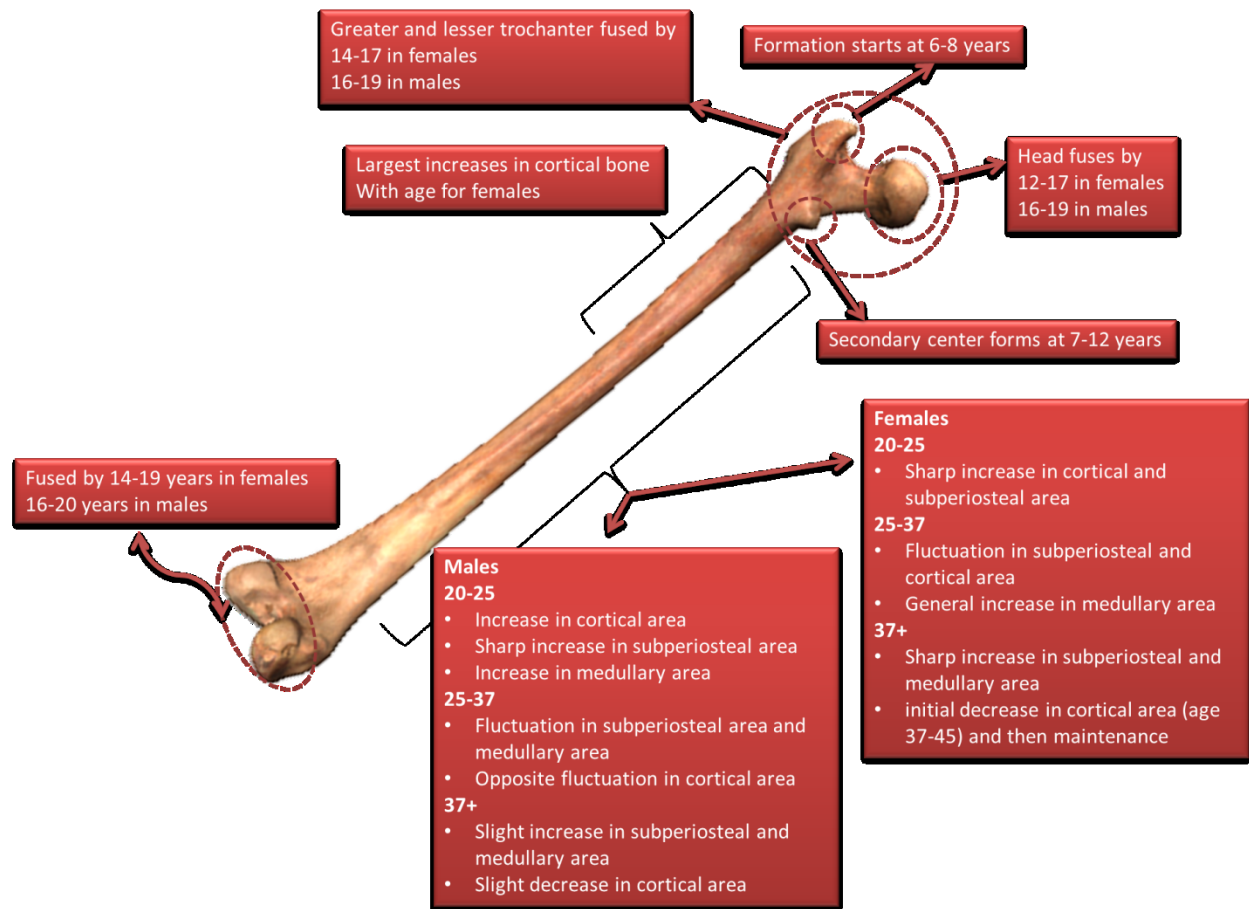 Greater and lesser trochanter fused by
14-17 in females
16-19 in males
Formation starts at 6-8 years
Largest increases in cortical bone
With age for females
Head fuses by
12-17 in females
16-19 in males
Secondary center forms at 7-12 years
Fused by 14-19 years in females
16-20 years in males
Males
20-25
• Increase in cortical area
• Sharp increase in subperiosteal area
• Increase in medullary area
25-37
• Fluctuation in subperiosteal area and
medullary area
• Opposite fluctuation in cortical area
37+
• Slight increase in subperiosteal and
medullary area
• Slight decrease in cortical area
Females
20-25
• Sharp increase in cortical and
subperiosteal area
25-37
• Fluctuation in subperiosteal and
cortical area
• General increase in medullary area
37+
• Sharp increase in subperiosteal and
medullary area
• initial decrease in cortical area (age
37-45) and then maintenance